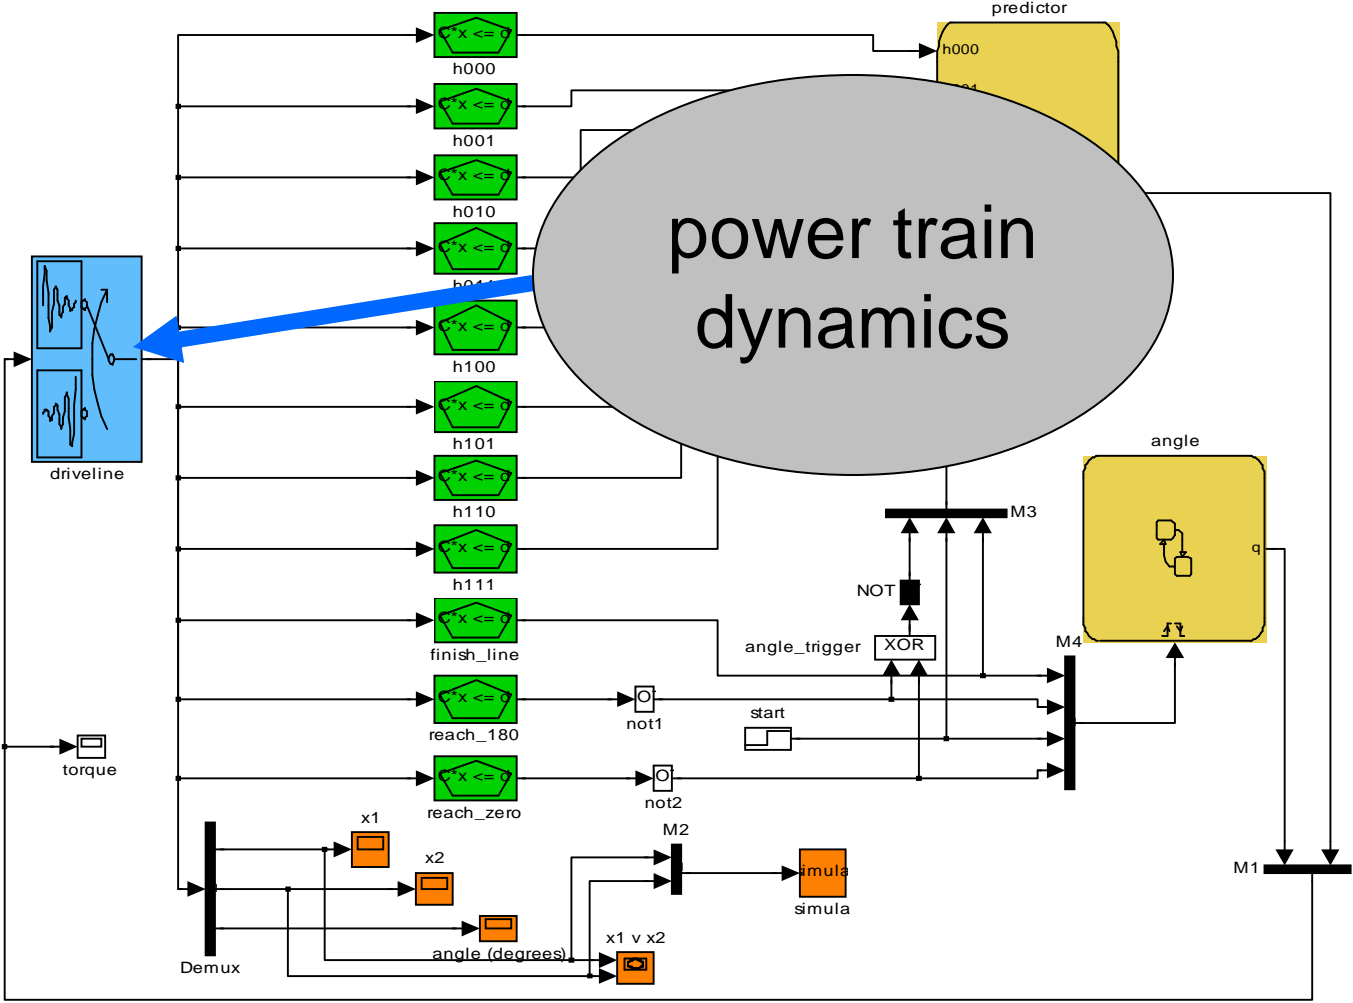 predictor
C*x <= d
h000
h000
C*x <= d
h001
C*x <= d
h010
power train
dynamics
C*x <= d
C*x <= d
h100
C*x <= d
h101
driveline
angle
C*x <= d
h110
M3
C*x <= d
h111
q
NOT
C*x <= d
finish_line
angle_trigger
XOR
M4
C*x <= d
reach_180
not1
start
torque
C*x <= d
reach_zero
not2
x1
x2
M2
M1
simula
angle (degrees)
x1 v x2
Demux